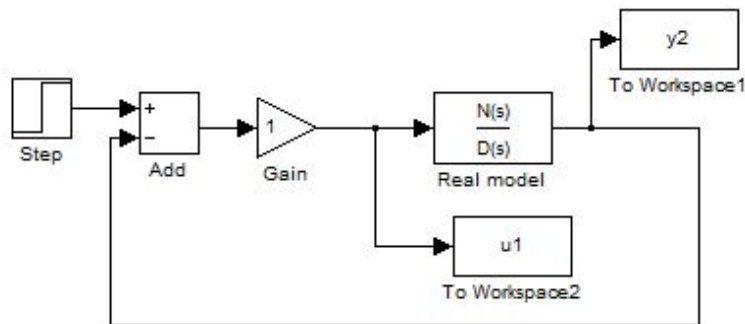 y2
To Workspace1
Step
+
−
Add
1
Gain
N(s)
D(s)
Real model
u1
To Workspace2